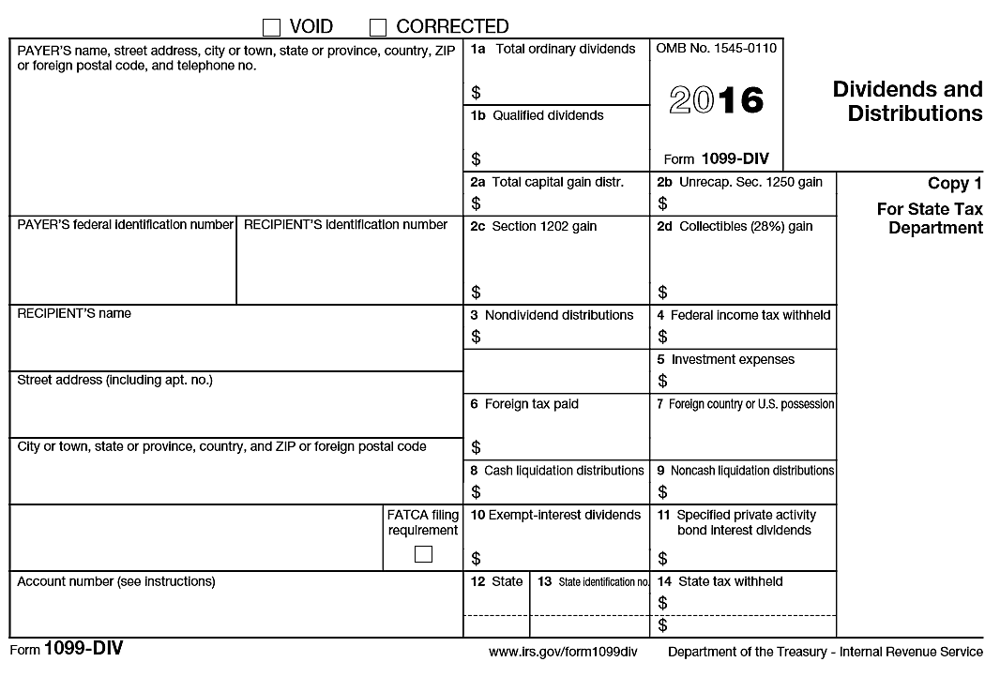 VOID CORRECTED
PAYER'S name, street address, city or town, state or province, country, ZIP
or foreign postal code, and telephone no.
1a Total ordinary dividends
$
1b Qualified dividends
$
OMB No. 1545-0110
2016
Form 1099-DIV
Dividends and
Distributions
2a Total capital gain distr.
$
2b Unrecap. Sec. 1250 gain
$
Copy 1
For State Tax
Department
PAYER'S federal identification number
RECIPIENT'S identification number
2c Section 1202 gain
$
2d Collectibles (28%) gain
$
RECIPIENT'S name
3 Nondividend distributions
$
4 Federal income tax withheld
$
5 Investment expenses
$
Street address (including apt. no.)
6 Foreign tax paid
$
7 Foreign country or U.S. possession
City or town, state or province, country, and ZIP or foreign postal code
8 Cash liquidation distributions
$
9 Noncash liquidation distributions
$
FATCA filing
requirement
10 Exempt-interest dividends
$
11 Specified private activity
bond interest dividends
$
Account number (see instructions)
12 State
13 State identification no.
14 State tax withheld
$
$
Form 1099-DIV
www.irs.gov/form1099div
Department of the Treasury - Internal Revenue Service